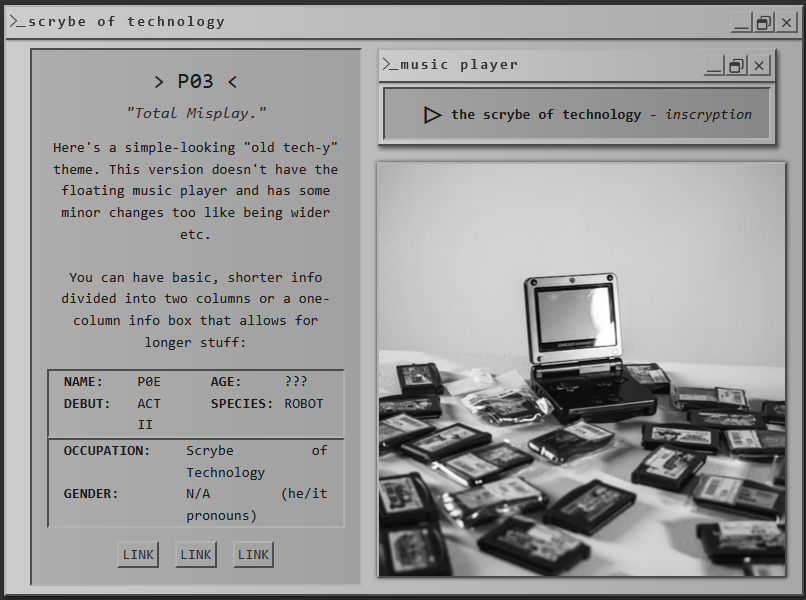 >_scrybe of technology
> P03 <
"Total Misplay."
Here's a simple-looking "old tech-y"
theme. This version doesn't have the
floating music player and has some
minor changes too like being wider
etc.
You can have basic, shorter info
divided into two columns or a one-
column info box that allows for
longer stuff:
NAME: P0E AGE: ???
DEBUT: ACT SPECIES: ROBOT
II
OCCUPATION: Scrybe of
Technology
GENDER: N/A (he/it
pronouns)
LINK LINK LINK
>_music player
the scrybe of technology - inscryption